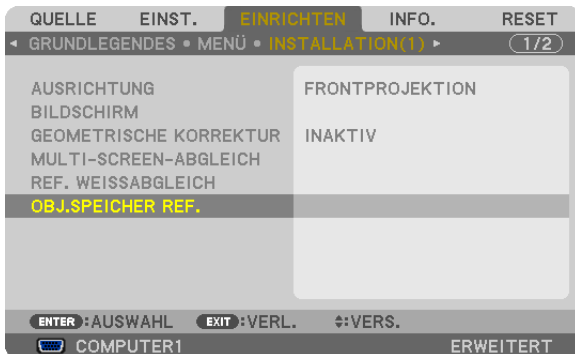 QUELLE EINST. EINRICHTEN INFO. RESET
◂ GRUNDLEGENDES • MENÜ • INSTALLATION(1) ▸ 1/2
AUSRICHTUNG FRONTPROJEKTION
BILDSCHIRM
GEOMETRISCHE KORREKTUR INAKTIV
MULTI-SCREEN-ABGLEICH
REF. WEISSABGLEICH
OBJ.SPEICHER REF.
ENTER :AUSWAHL EXIT :VERL. ♦:VERS.
COMPUTER1 ERWEITERT